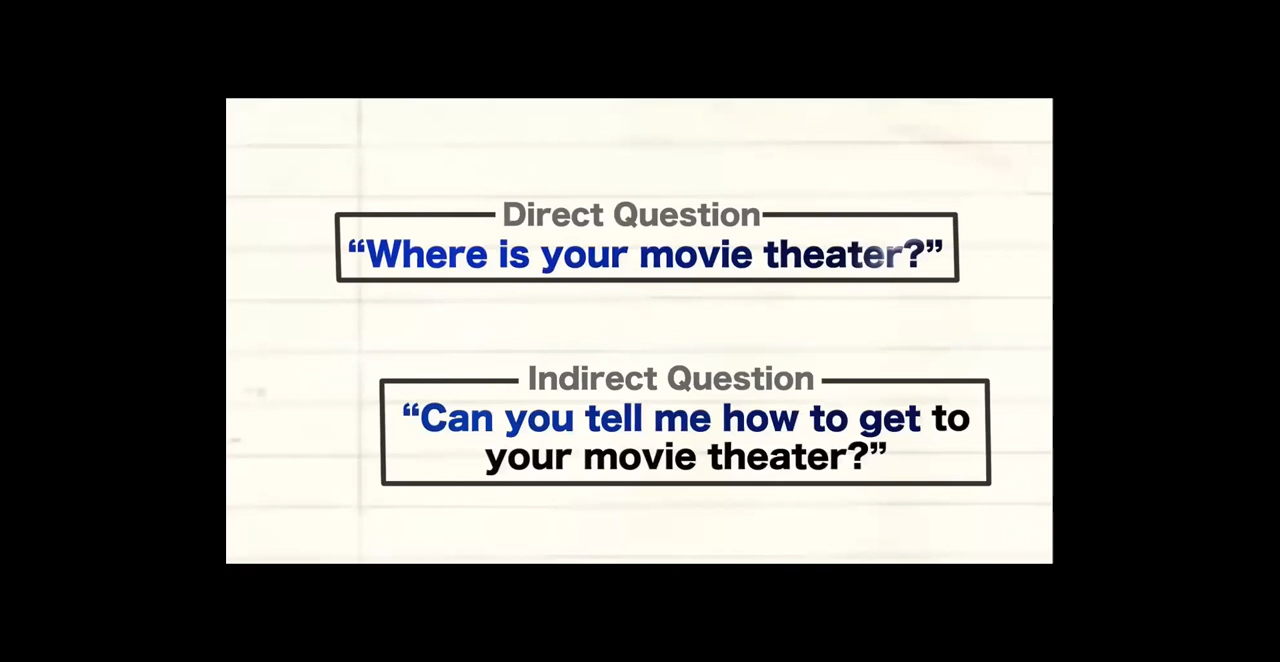 Direct Question
“Where is your movie theater?”
Indirect Question
“Can you tell me how to get to
your movie theater?”